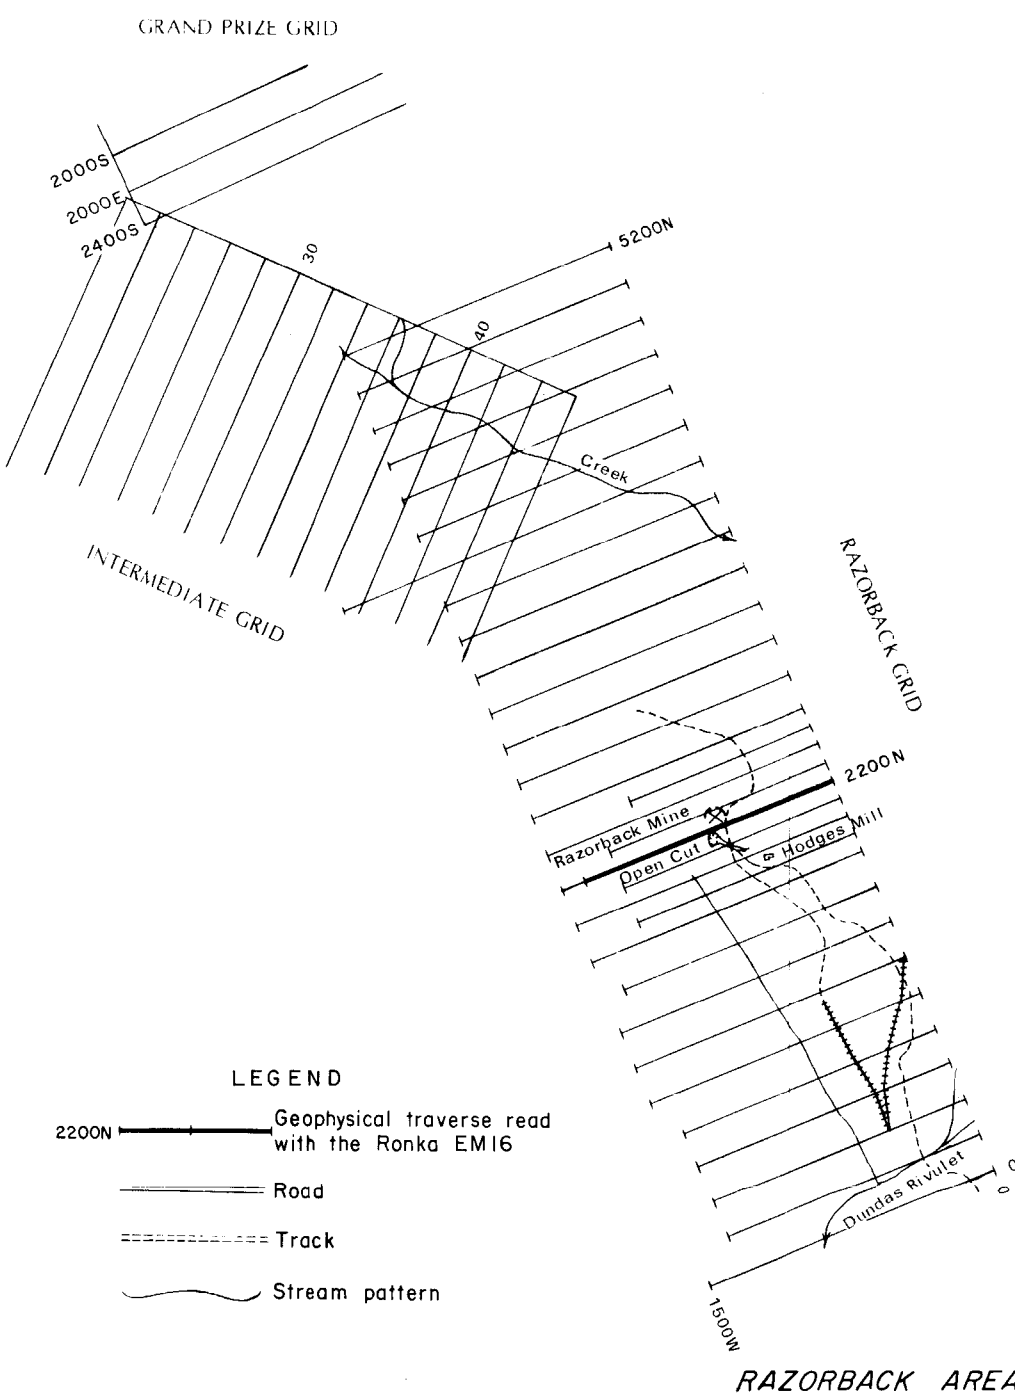 GRAND PRIZE GRID
2000S
2000E
2400S
30
5200N
40
Creek
INTERMEDIATE GRID
RAZORBACK GRID
2200N
Razorback Mine
Hodges Mill
Open Cut
LEGEND
2200N
Geophysical traverse read
with the Ronka EM16
Road
Track
Stream pattern
Dundas Rivulet
0
0
1500W
RAZORBACK AREA